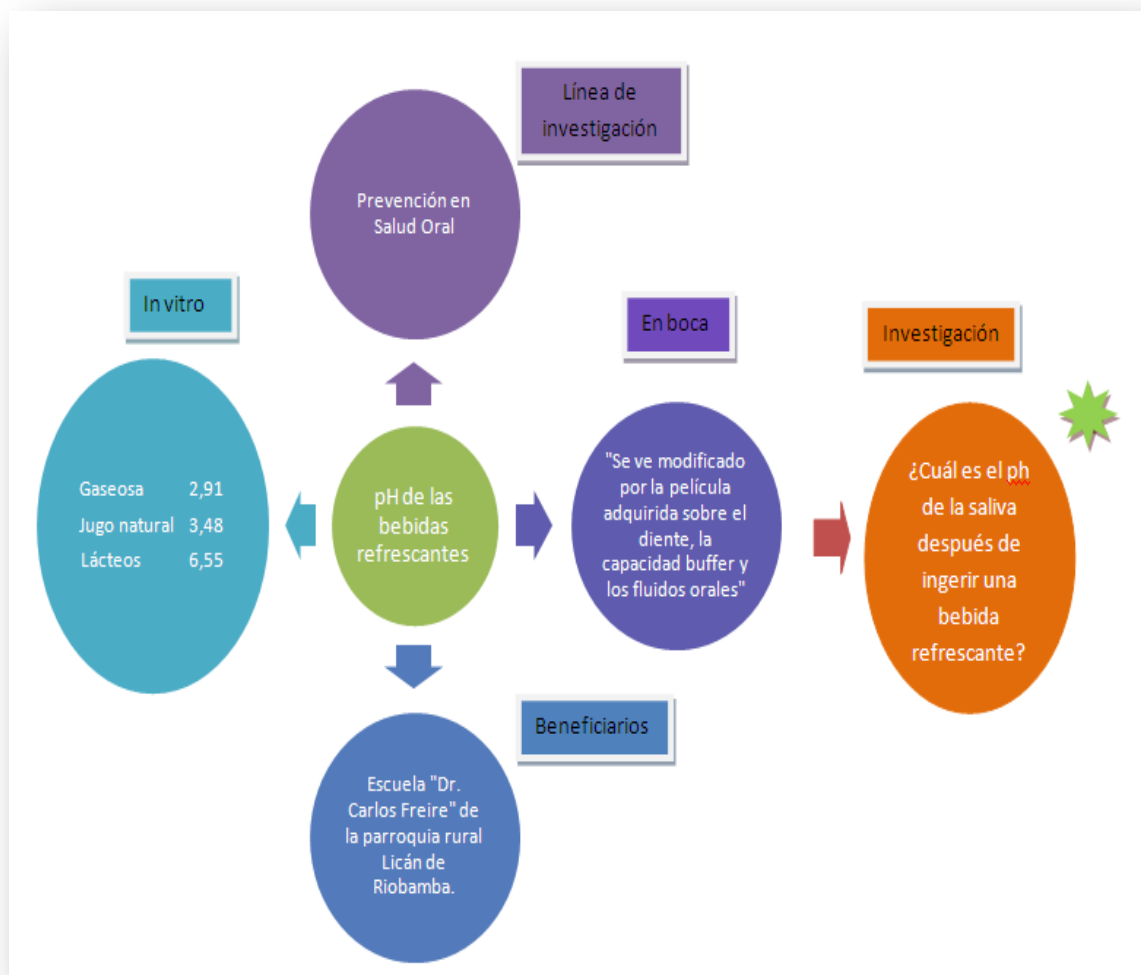 Línea de
investigación
Prevención en
Salud Oral
In vitro
Gaseosa 2,91
Jugo natural 3,48
Lácteos 6,55
pH de las
bebidas
refrescantes
En boca
"Se ve modificado
por la película
adquirida sobre el
diente, la
capacidad buffer y
los fluidos orales"
Investigación
¿Cuál es el ph
de la saliva
después de
ingerir una
bebida
refrescante?
Beneficiarios
Escuela "Dr.
Carlos Freire" de
la parroquia rural
Licán de
Riobamba.